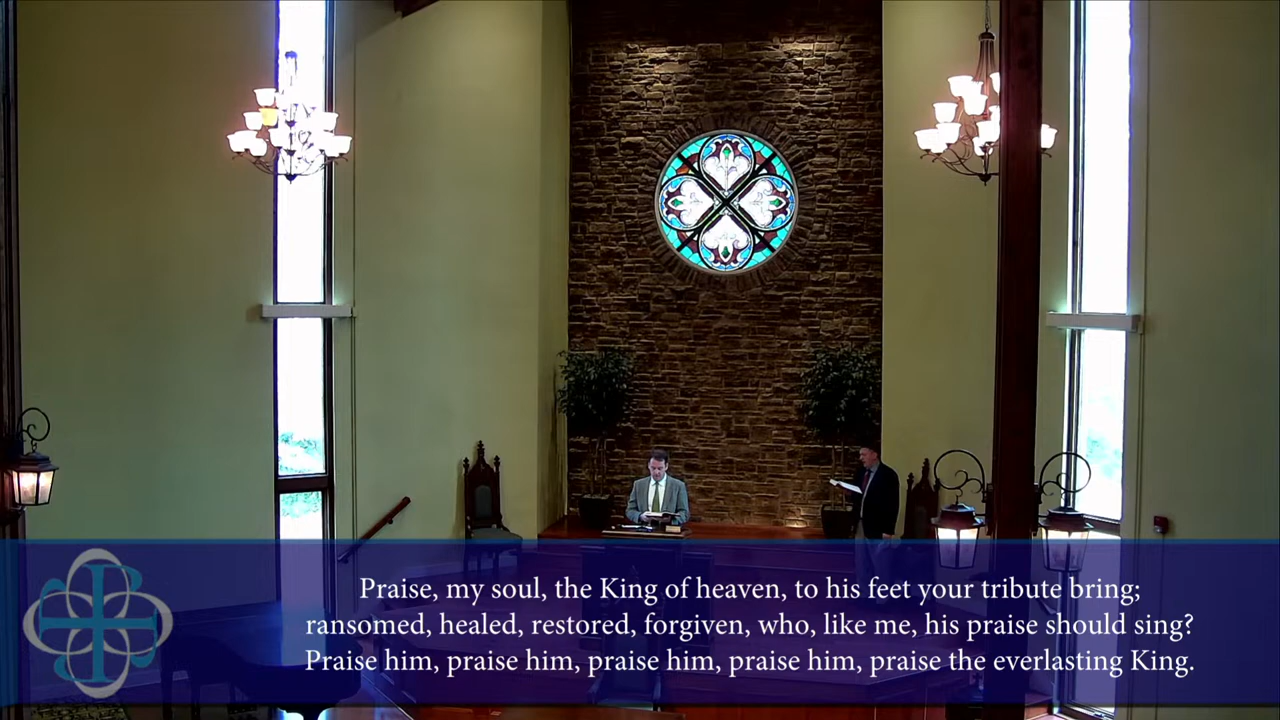 Praise, my soul, the King of heaven, to his feet your tribute bring;
ransomed, healed, restored, forgiven, who, like me, his praise should sing?
Praise him, praise him, praise him, praise him, praise the everlasting King.